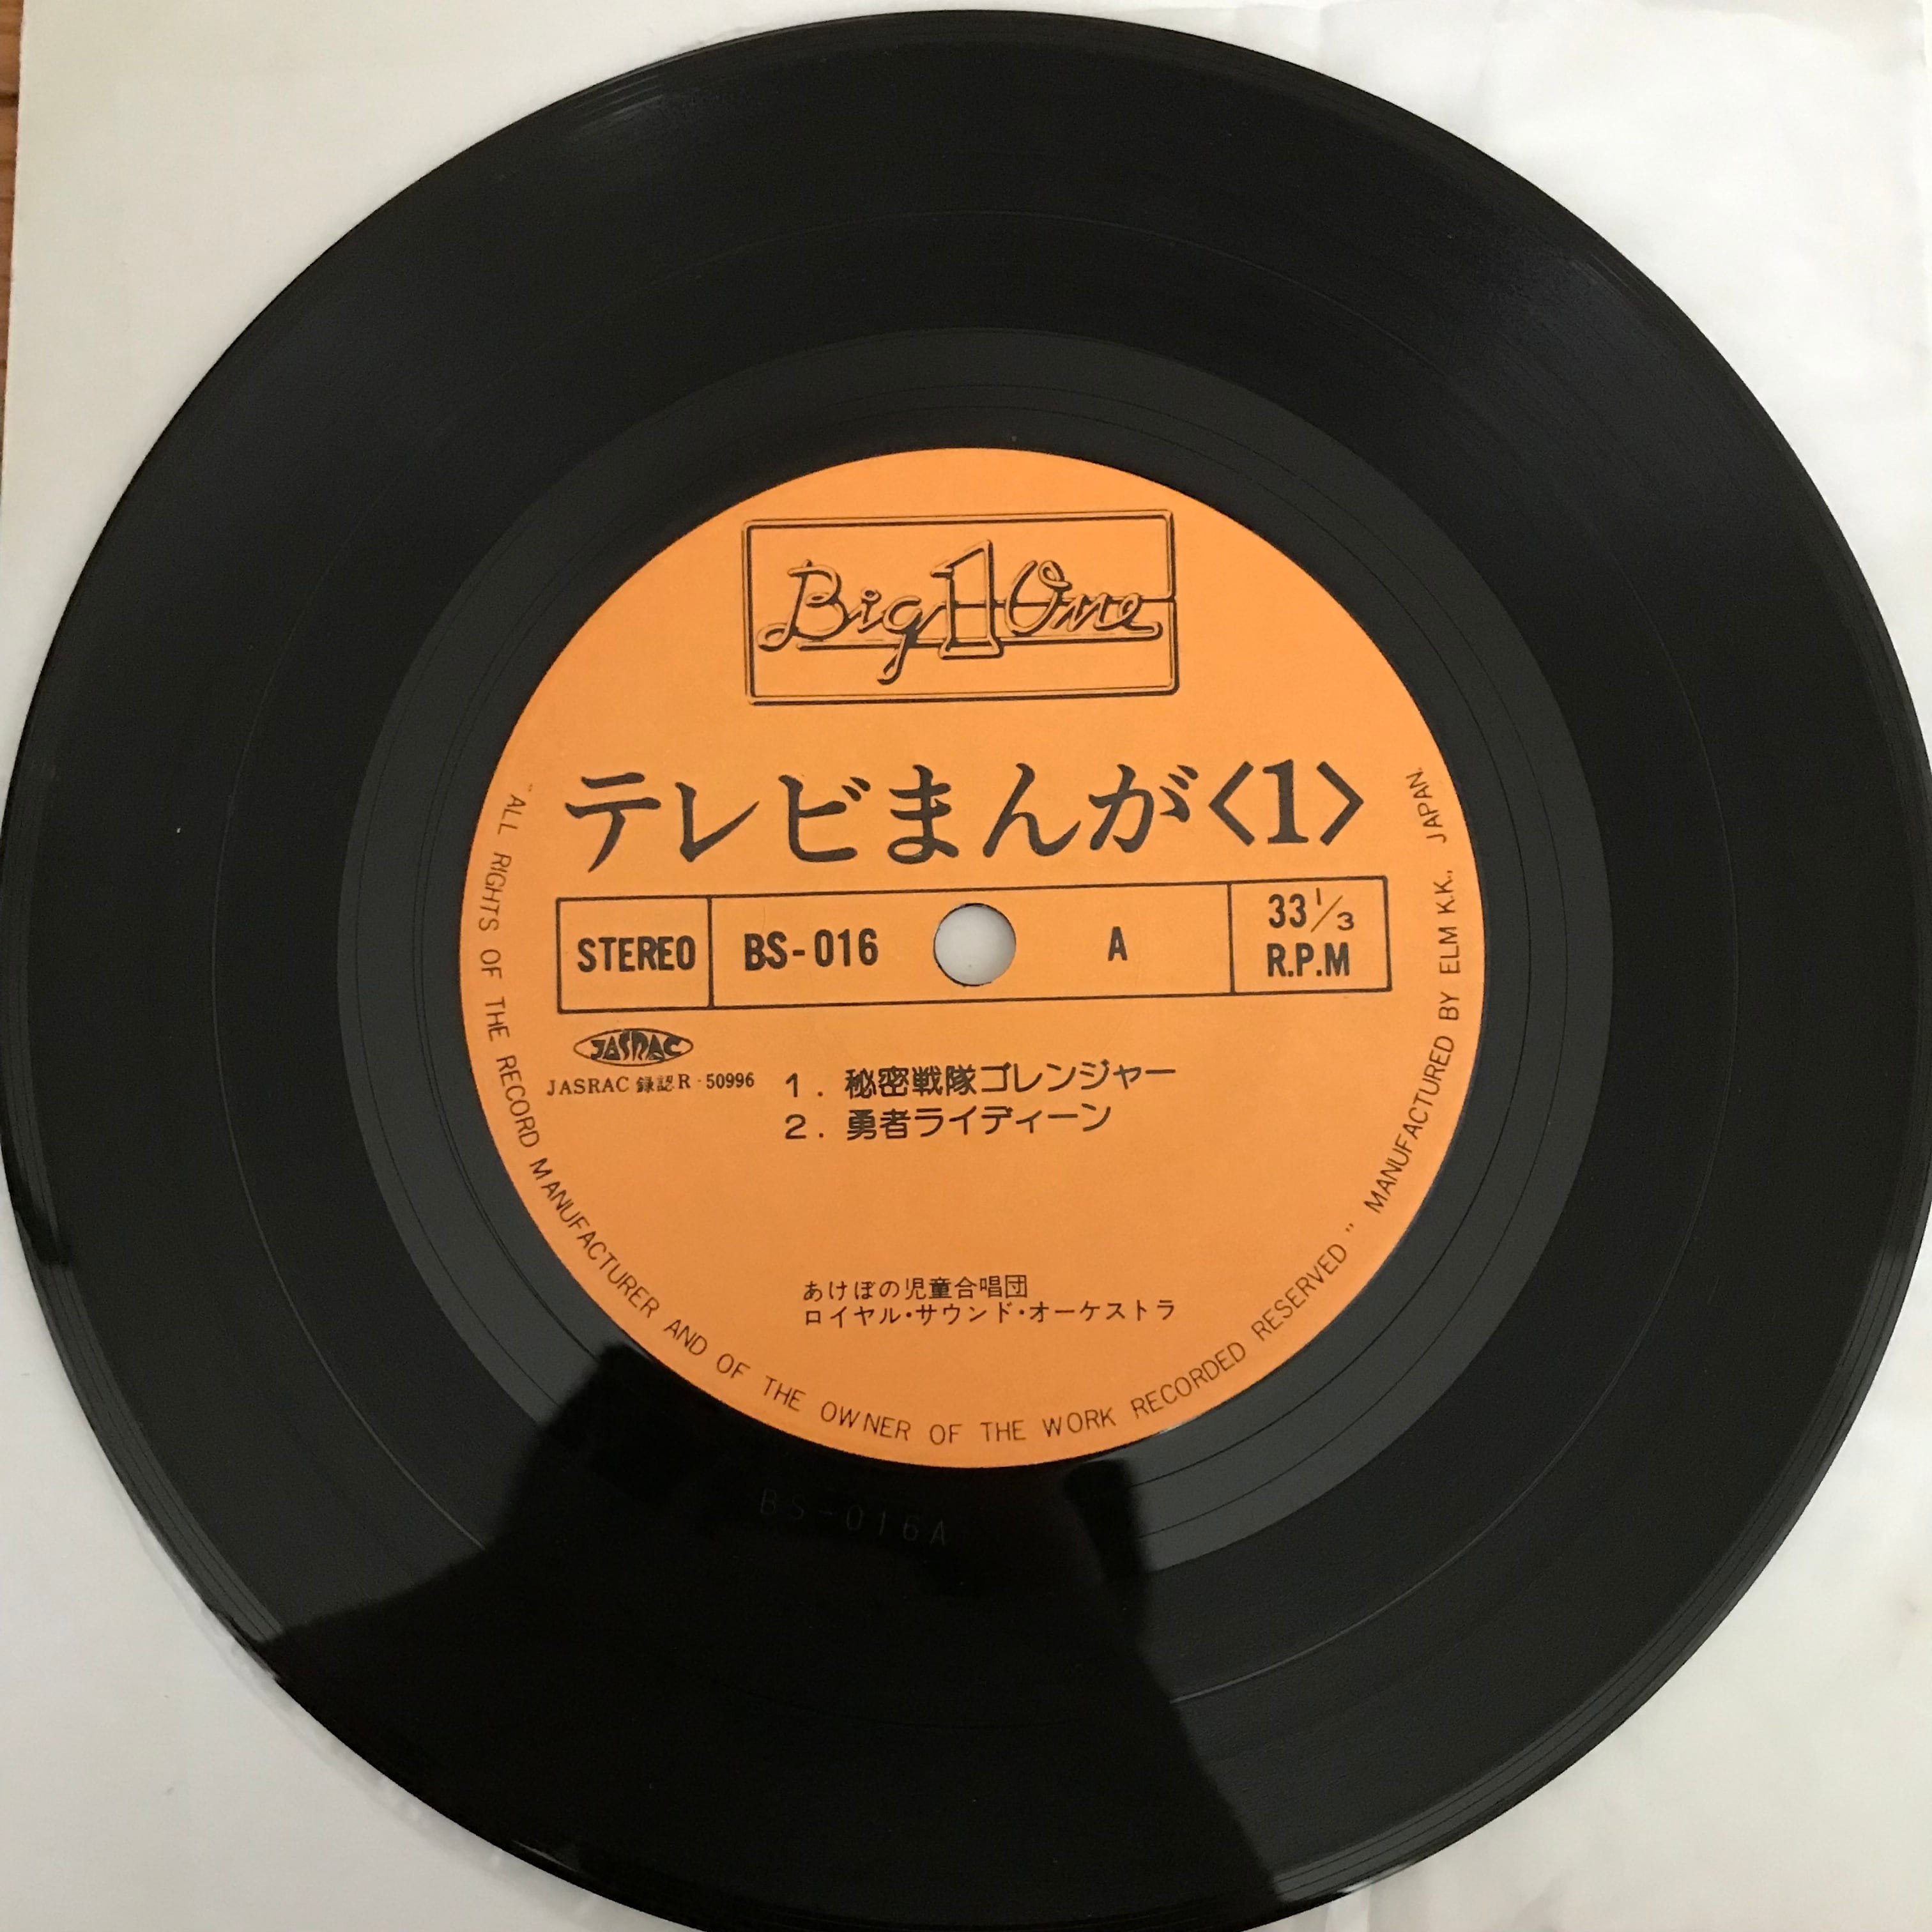 Big 1 One
テレビまんが〈1〉
STEREO
BS-016
A
33 1/3
R.P.M
JASRAC
JASRAC 録認R・50996
1. 秘密戦隊ゴレンジャー
2. 勇者ライディーン
あけぼの児童合唱団
ロイヤル・サウンド・オーケストラ
"ALL RIGHTS OF THE RECORD MANUFACTURER AND OF THE OWNER OF THE WORK RECORDED RESERVED" MANUFACTURED BY ELM K.K., JAPAN.
BS-016A